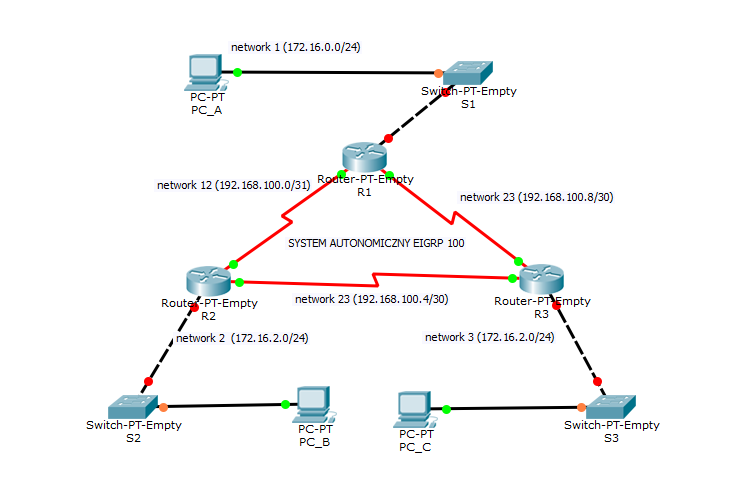 network 1 (172.16.0.0/24)
PC-PT
PC_A
Switch-PT-Empty
S1
Router-PT-Empty
R1
network 12 (192.168.100.0/31)
network 23 (192.168.100.8/30)
SYSTEM AUTONOMICZNY EIGRP 100
Router-PT-Empty
R2
network 23 (192.168.100.4/30)
Router-PT-Empty
R3
network 2 (172.16.2.0/24)
network 3 (172.16.2.0/24)
Switch-PT-Empty
S2
PC-PT
PC_B
PC-PT
PC_C
Switch-PT-Empty
S3